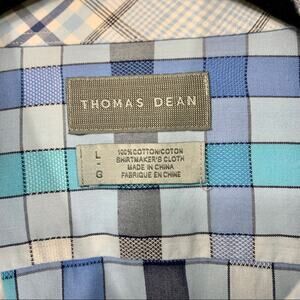 THOMAS DEAN
L - G
100% COTTON/COTON
SHIRTMAKER'S CLOTH
MADE IN CHINA
FABRIQUE EN CHINE